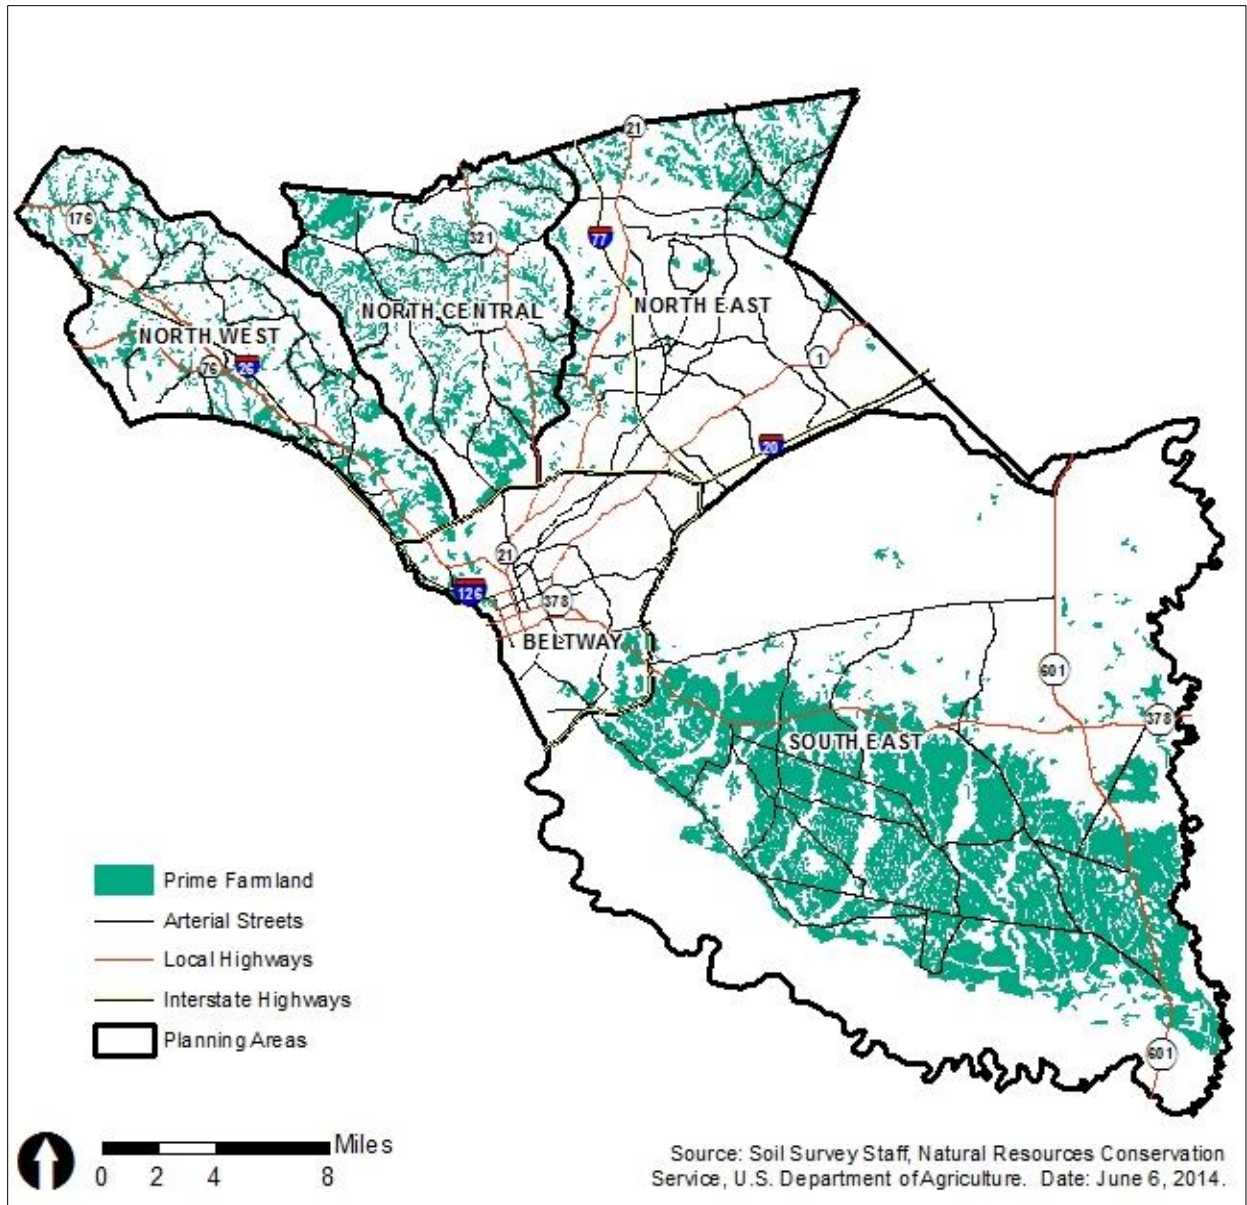 21
176
321
77
NORTH CENTRAL
NORTH EAST
NORTH WEST
76
26
1
20
21
126
378
BELTWAY
601
378
SOUTH EAST
Prime Farmland
Arterial Streets
Local Highways
Interstate Highways
Planning Areas
601
Miles
0 2 4 8
Source: Soil Survey Staff, Natural Resources Conservation
Service, U.S. Department of Agriculture. Date: June 6, 2014.